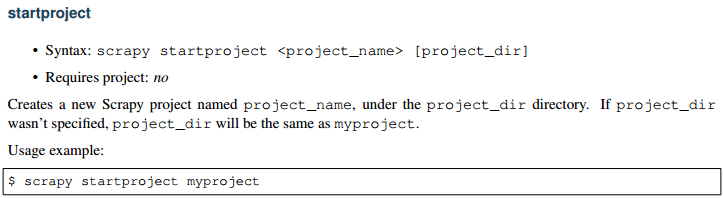 startproject
• Syntax: scrapy startproject <project_name> [project_dir]
• Requires project: no
Creates a new Scrapy project named project_name, under the project_dir directory. If project_dir
wasn't specified, project_dir will be the same as myproject.
Usage example:
$ scrapy startproject myproject